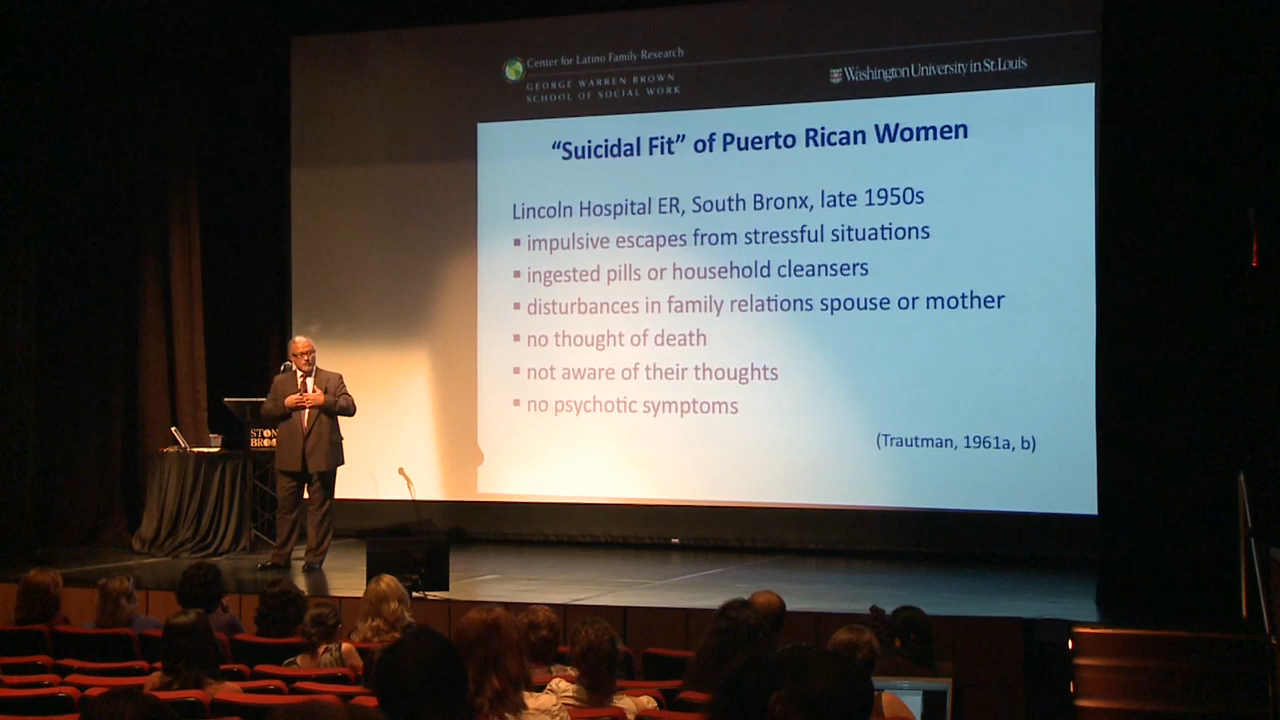 Center for Latino Family Research
GEORGE WARREN BROWN
SCHOOL OF SOCIAL WORK
Washington University in St. Louis
“Suicidal Fit” of Puerto Rican Women
Lincoln Hospital ER, South Bronx, late 1950s
▪ impulsive escapes from stressful situations
▪ ingested pills or household cleansers
▪ disturbances in family relations spouse or mother
▪ no thought of death
▪ not aware of their thoughts
▪ no psychotic symptoms
(Trautman, 1961a, b)
STON
BROO